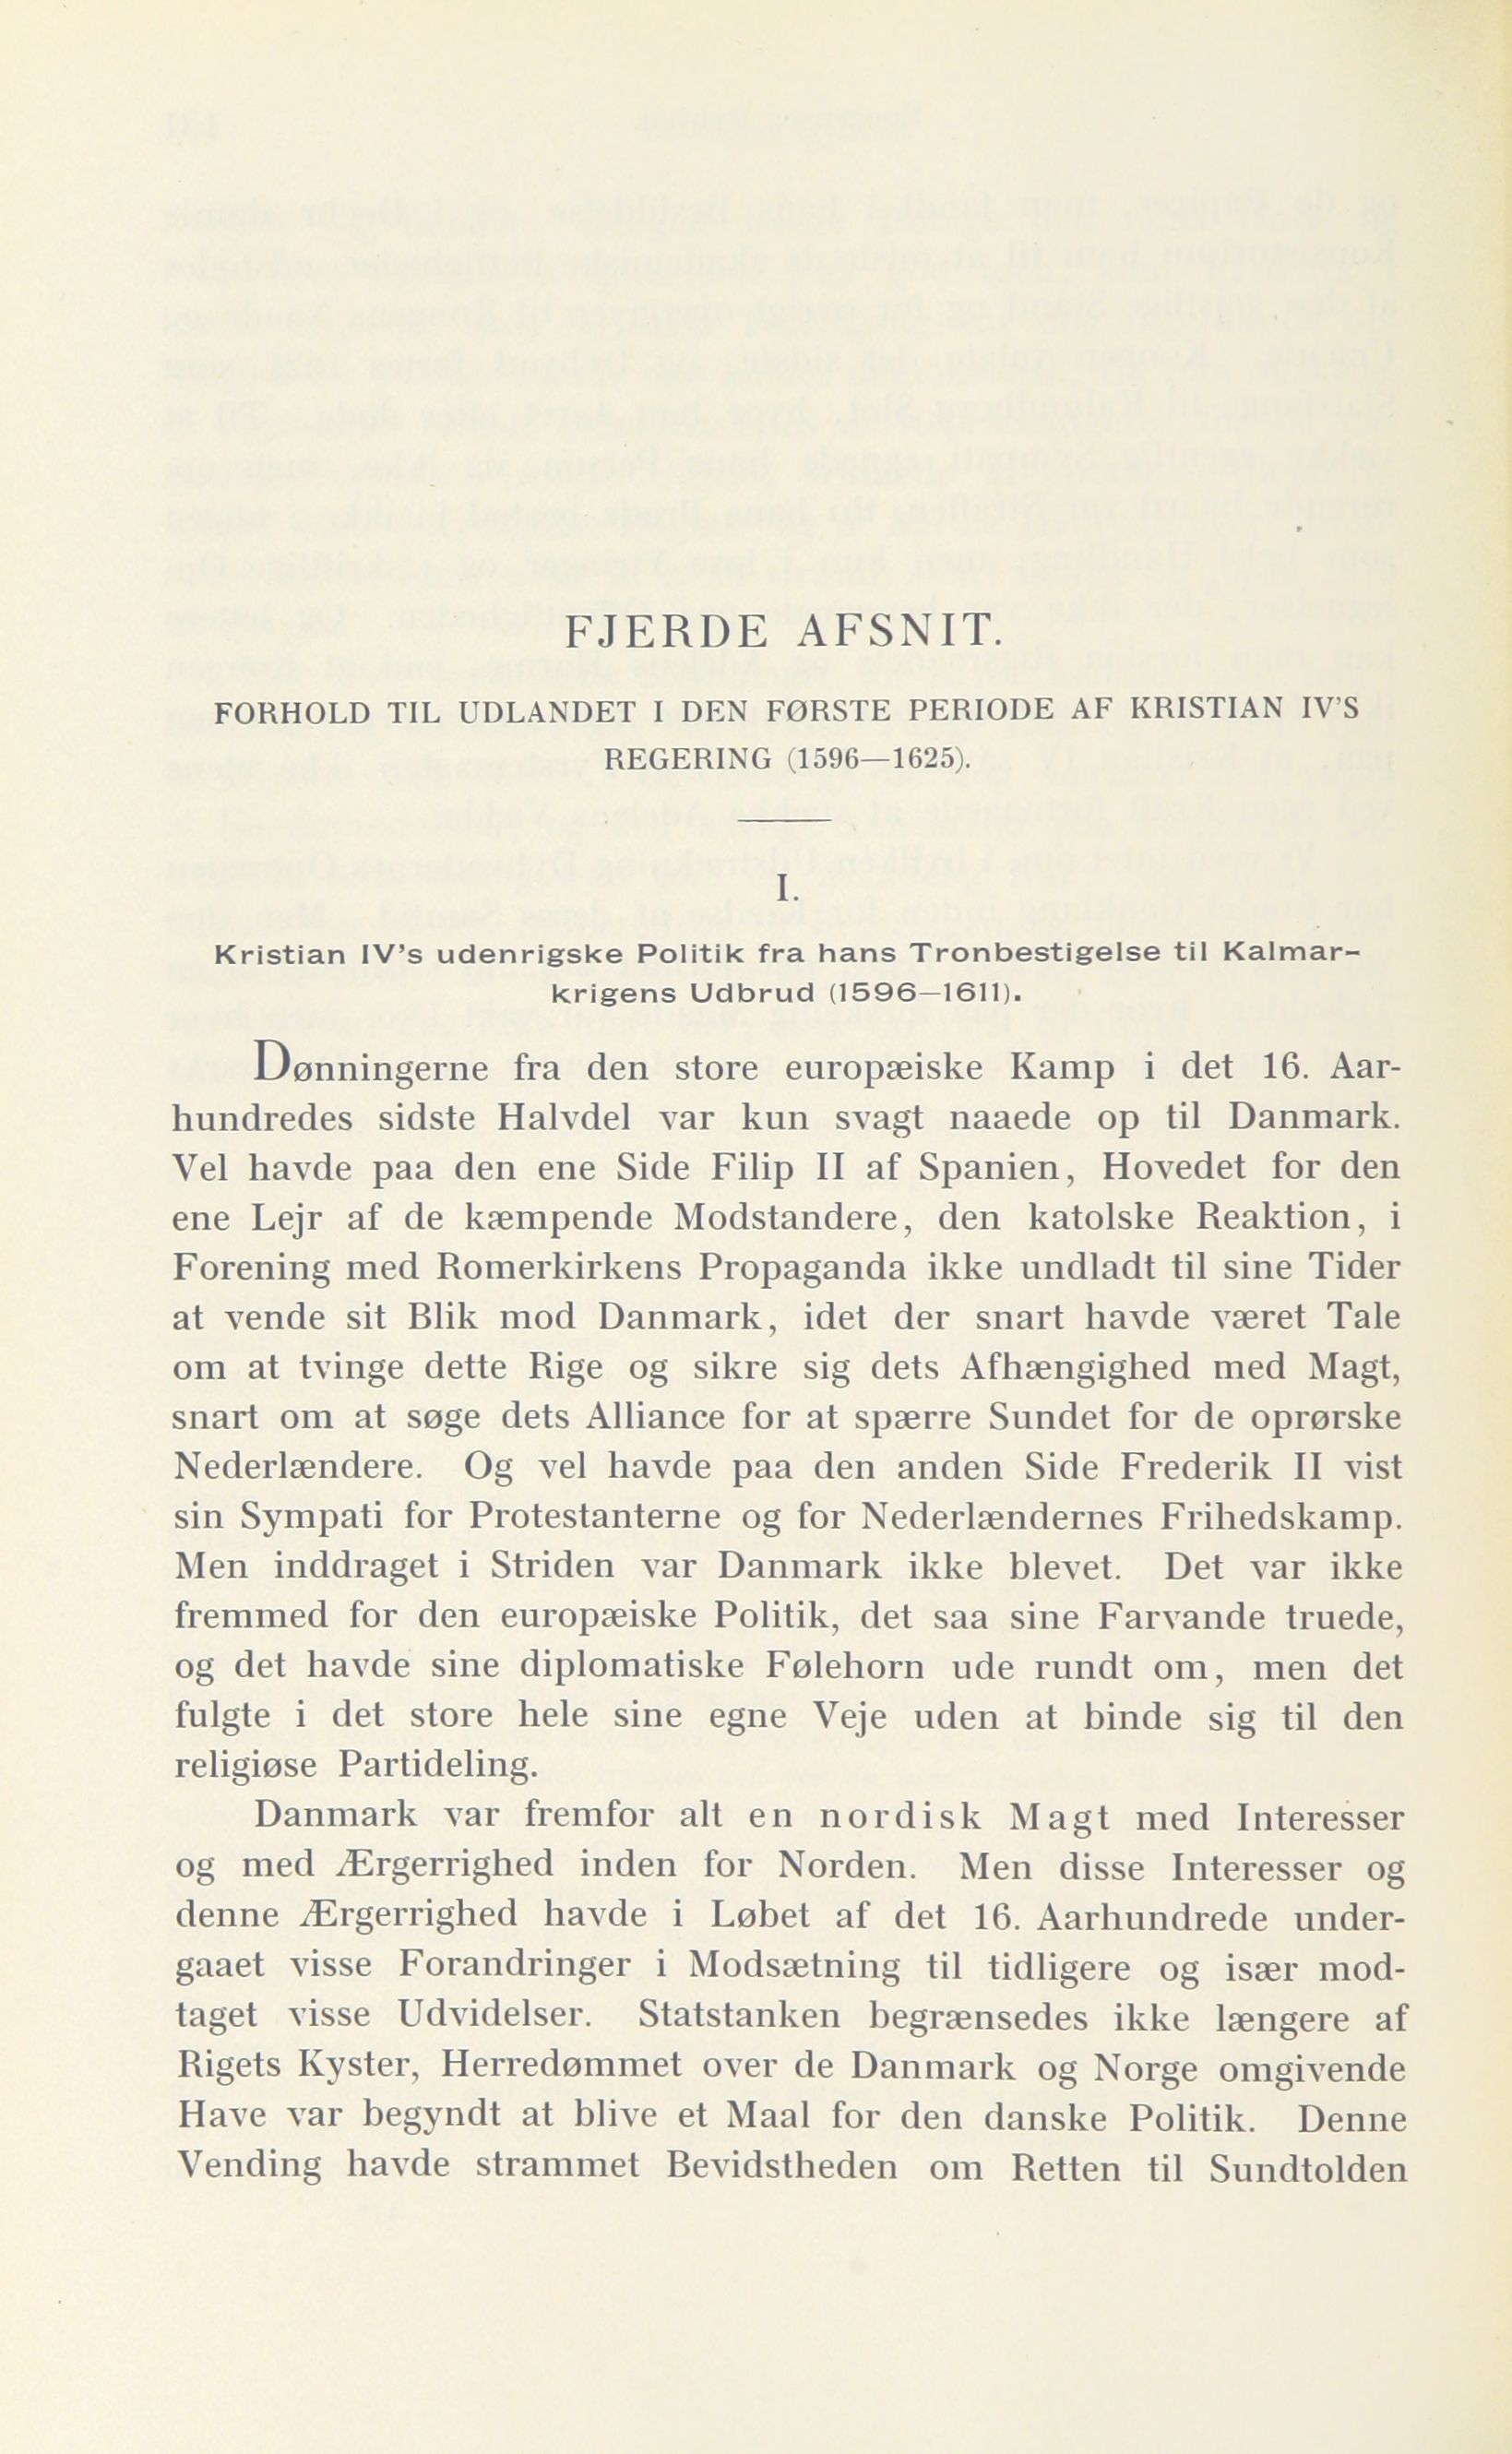 FJERDE AFSNIT.
FORHOLD TIL UDLANDET I DEN FØRSTE PERIODE AF KRISTIAN IV'S
REGERING (1596—1625).
I.
Kristian IV's udenrigske Politik fra hans Tronbestigelse til Kalmar-
krigens Udbrud (1596—1611).
Dønningerne fra den store europæiske Kamp i det 16. Aar-
hundredes sidste Halvdel var kun svagt naaede op til Danmark.
Vel havde paa den ene Side Filip II af Spanien, Hovedet for den
ene Lejr af de kæmpende Modstandere, den katolske Reaktion, i
Forening med Romerkirkens Propaganda ikke undladt til sine Tider
at vende sit Blik mod Danmark, idet der snart havde været Tale
om at tvinge dette Rige og sikre sig dets Afhængighed med Magt,
snart om at søge dets Alliance for at spærre Sundet for de oprørske
Nederlændere. Og vel havde paa den anden Side Frederik II vist
sin Sympati for Protestanterne og for Nederlændernes Frihedskamp.
Men inddraget i Striden var Danmark ikke blevet. Det var ikke
fremmed for den europæiske Politik, det saa sine Farvande truede,
og det havde sine diplomatiske Følehorn ude rundt om, men det
fulgte i det store hele sine egne Veje uden at binde sig til den
religiøse Partideling.
Danmark var fremfor alt en nordisk Magt med Interesser
og med Ærgerrighed inden for Norden. Men disse Interesser og
denne Ærgerrighed havde i Løbet af det 16. Aarhundrede under-
gaaet visse Forandringer i Modsætning til tidligere og især mod-
taget visse Udvidelser. Statstanken begrænsedes ikke længere af
Rigets Kyster, Herredømmet over de Danmark og Norge omgivende
Have var begyndt at blive et Maal for den danske Politik. Denne
Vending havde strammet Bevidstheden om Retten til Sundtolden